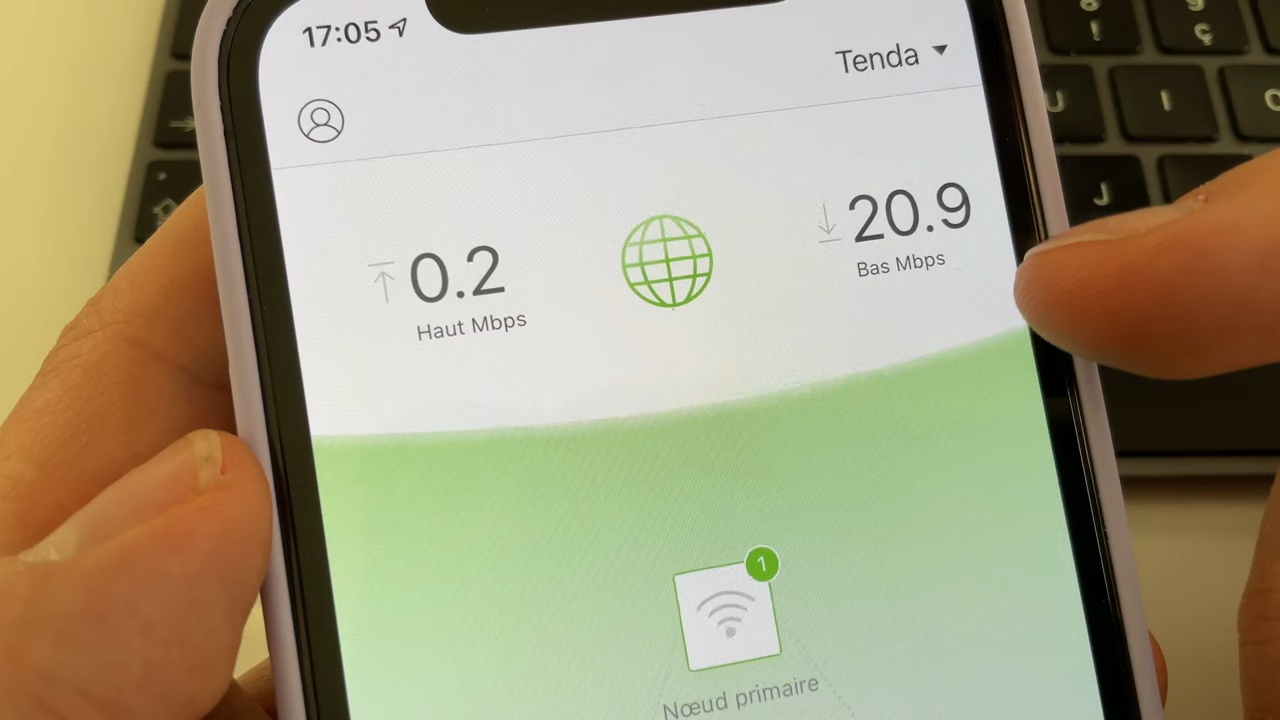 17:05
Tenda
0.2
Haut Mbps
20.9
Bas Mbps
1
Nœud primaire
U
I
J
Ç
!